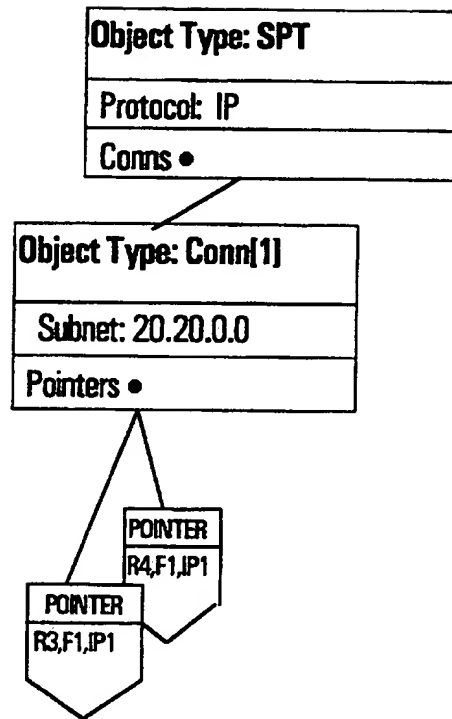 Object Type: SPT
Protocol: IP
Conns •
Object Type: Conn[1]
Subnet: 20.20.0.0
Pointers •
POINTER
R4,F1,IP1
POINTER
R3,F1,IP1